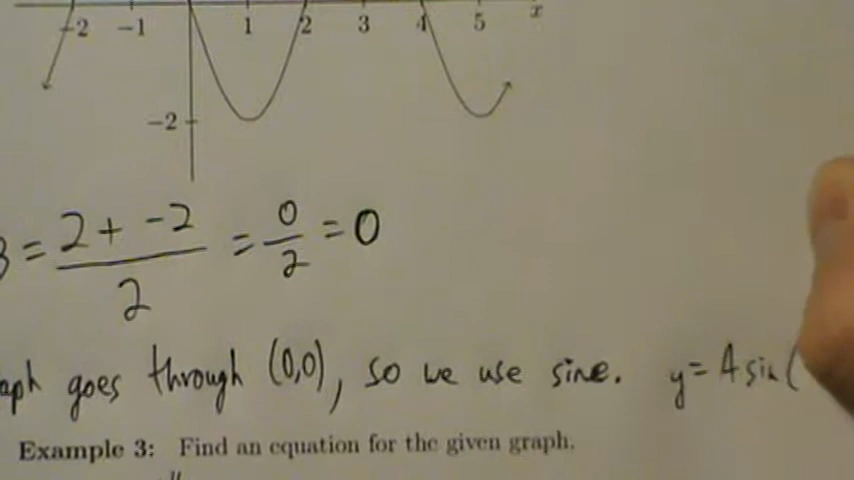 -2 -1 1 2 3 4 5 x
-2
B = 2 + -2 / 2 = 0 / 2 = 0
goes through (0,0), so we use sine. y = A sin(
Example 3: Find an equation for the given graph.